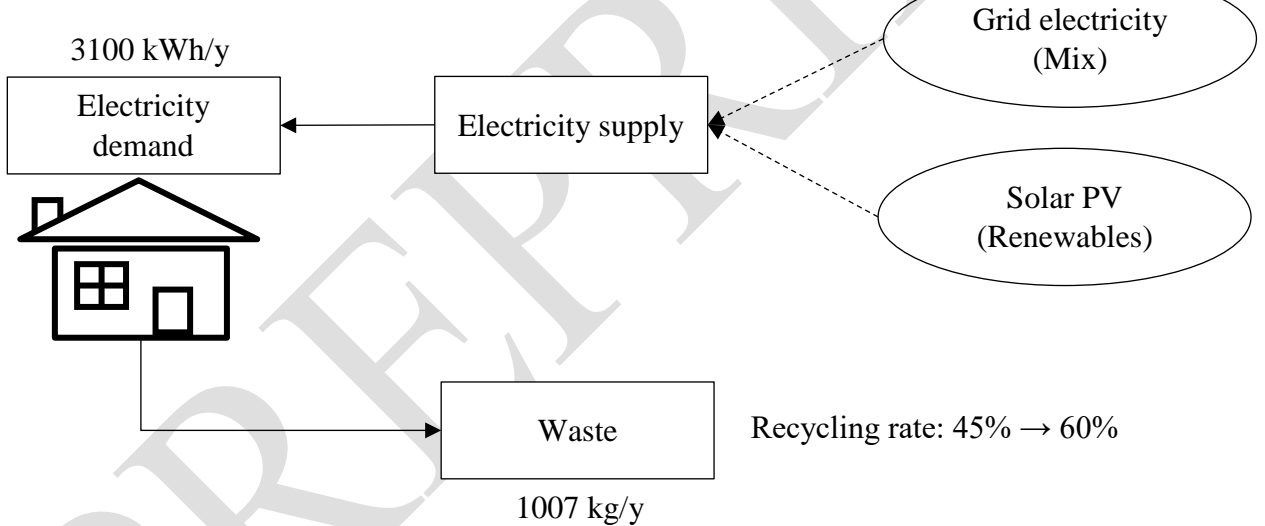 3100 kWh/y
Electricity
demand
Electricity supply
Grid electricity
(Mix)
Solar PV
(Renewables)
Waste
Recycling rate: 45% → 60%
1007 kg/y
PREPRI